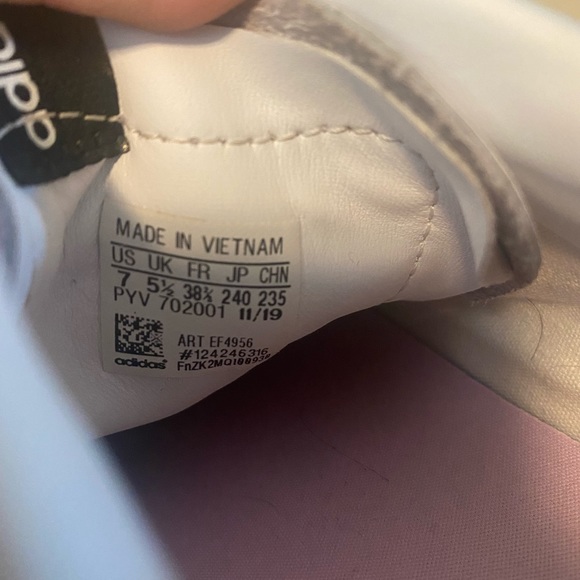 MADE IN VIETNAM
US UK FR JP CHN
7 5½ 38⅔ 240 235
PYV 702001 11/19
ART EF4956
#124246316
adidas